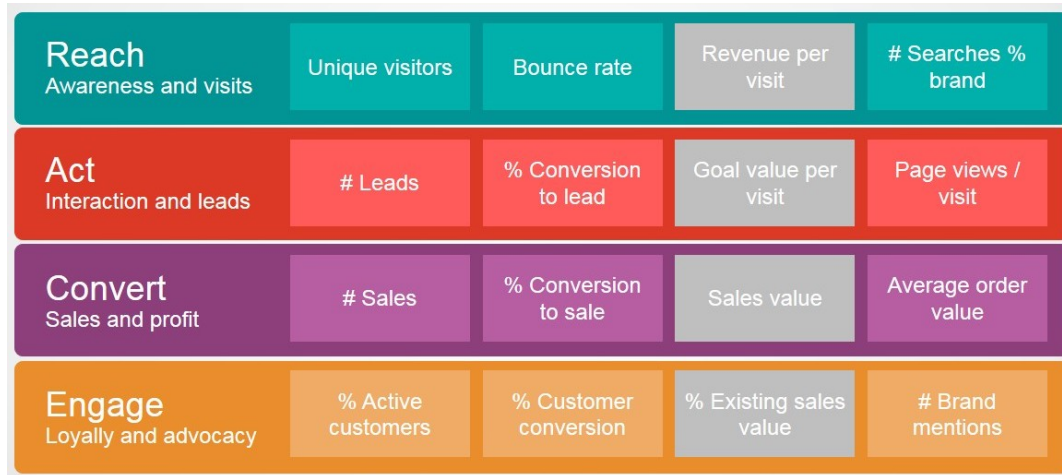 Reach
Awareness and visits
Unique visitors
Bounce rate
Revenue per
visit
# Searches %
brand
Act
Interaction and leads
# Leads
% Conversion
to lead
Goal value per
visit
Page views /
visit
Convert
Sales and profit
# Sales
% Conversion
to sale
Sales value
Average order
value
Engage
Loyally and advocacy
% Active
customers
% Customer
conversion
% Existing sales
value
# Brand
mentions